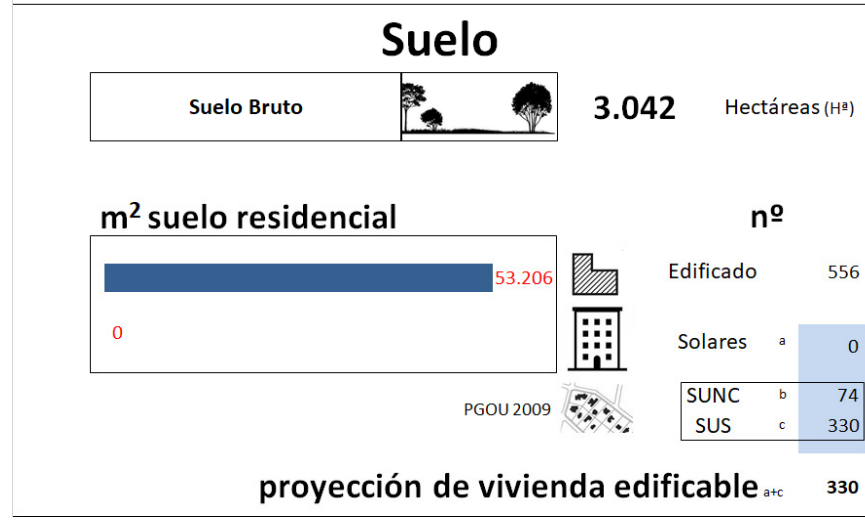 Suelo
Suelo Bruto 3.042 Hectáreas (Hª)
m² suelo residencial nº
53.206 Edificado 556
0 Solares a 0
PGOU 2009 SUNC b 74
SUS c 330
proyección de vivienda edificable a+c 330